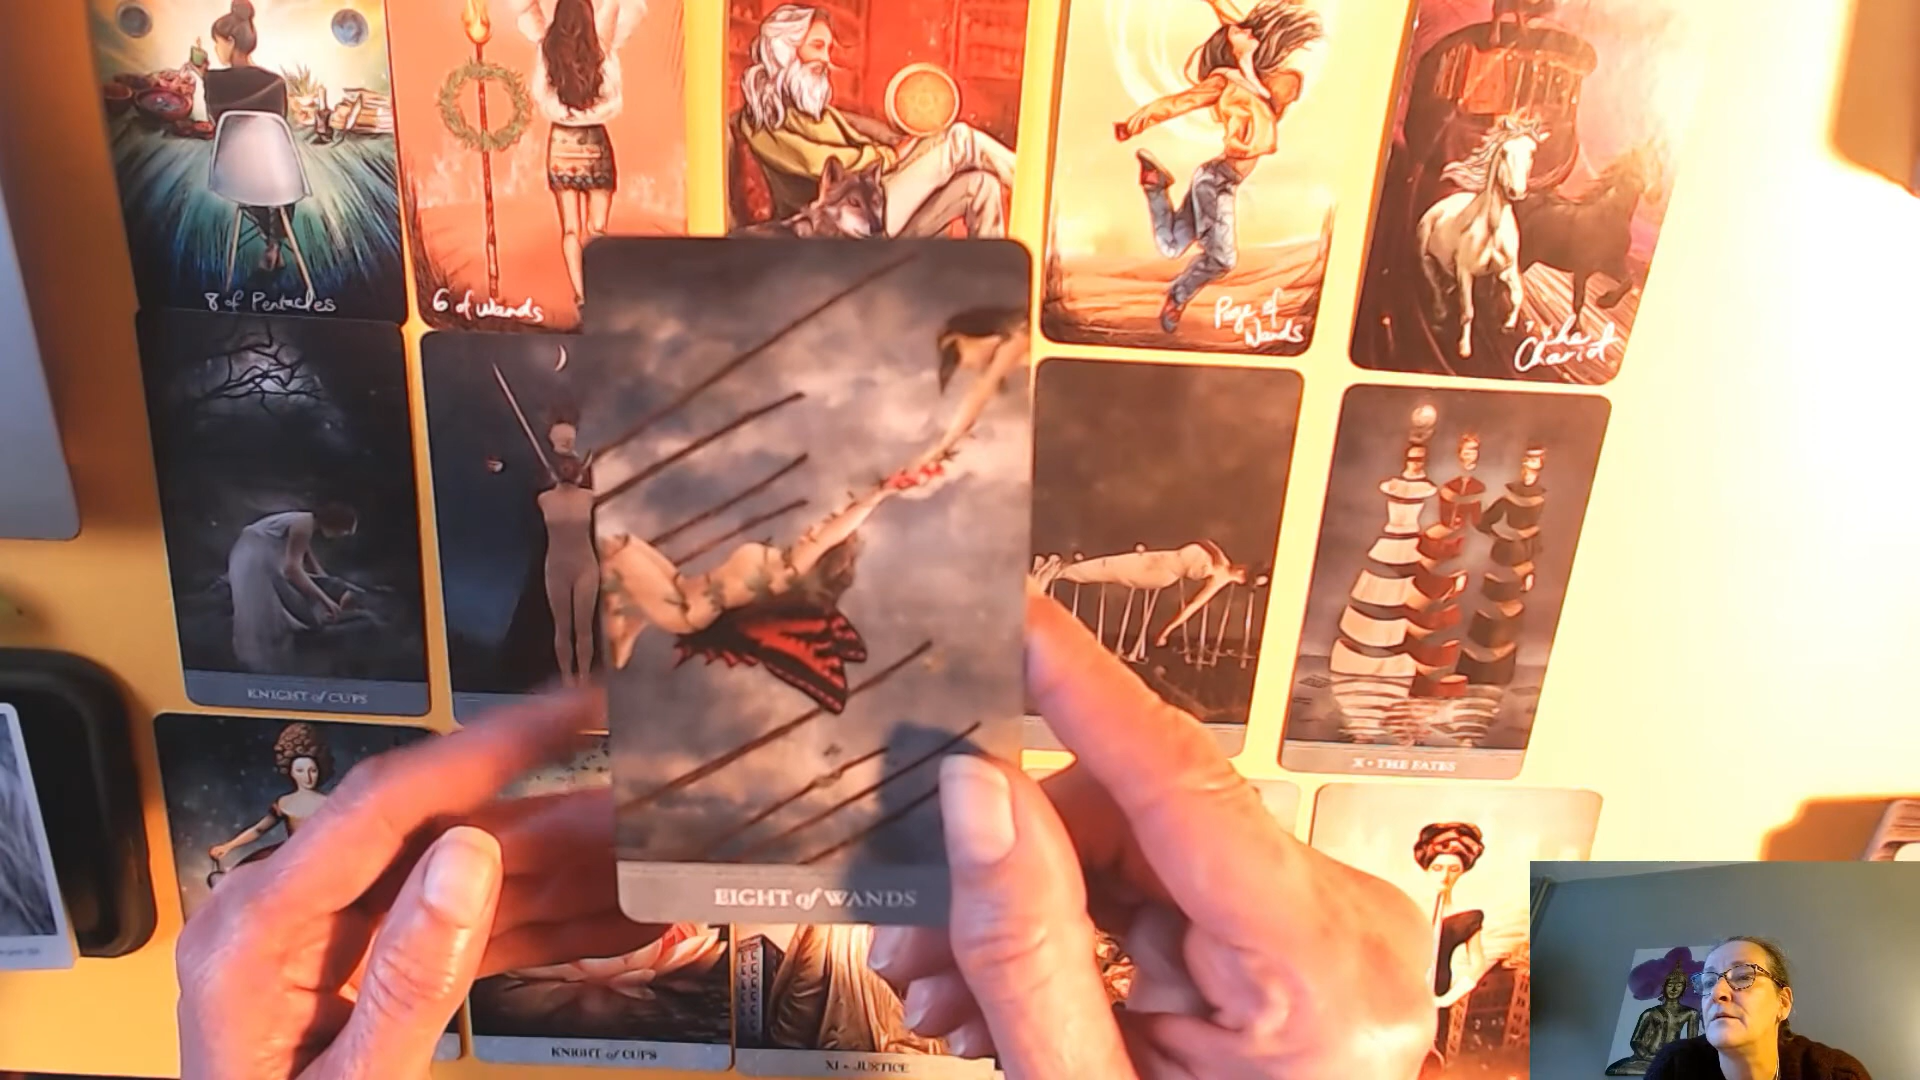 8 of Pentacles
6 of Wands
Page of
Wands
the
Chariot
KNIGHT of CUPS
X • THE FATES
EIGHT of WANDS
KNIGHT of CUPS
XI • JUSTICE